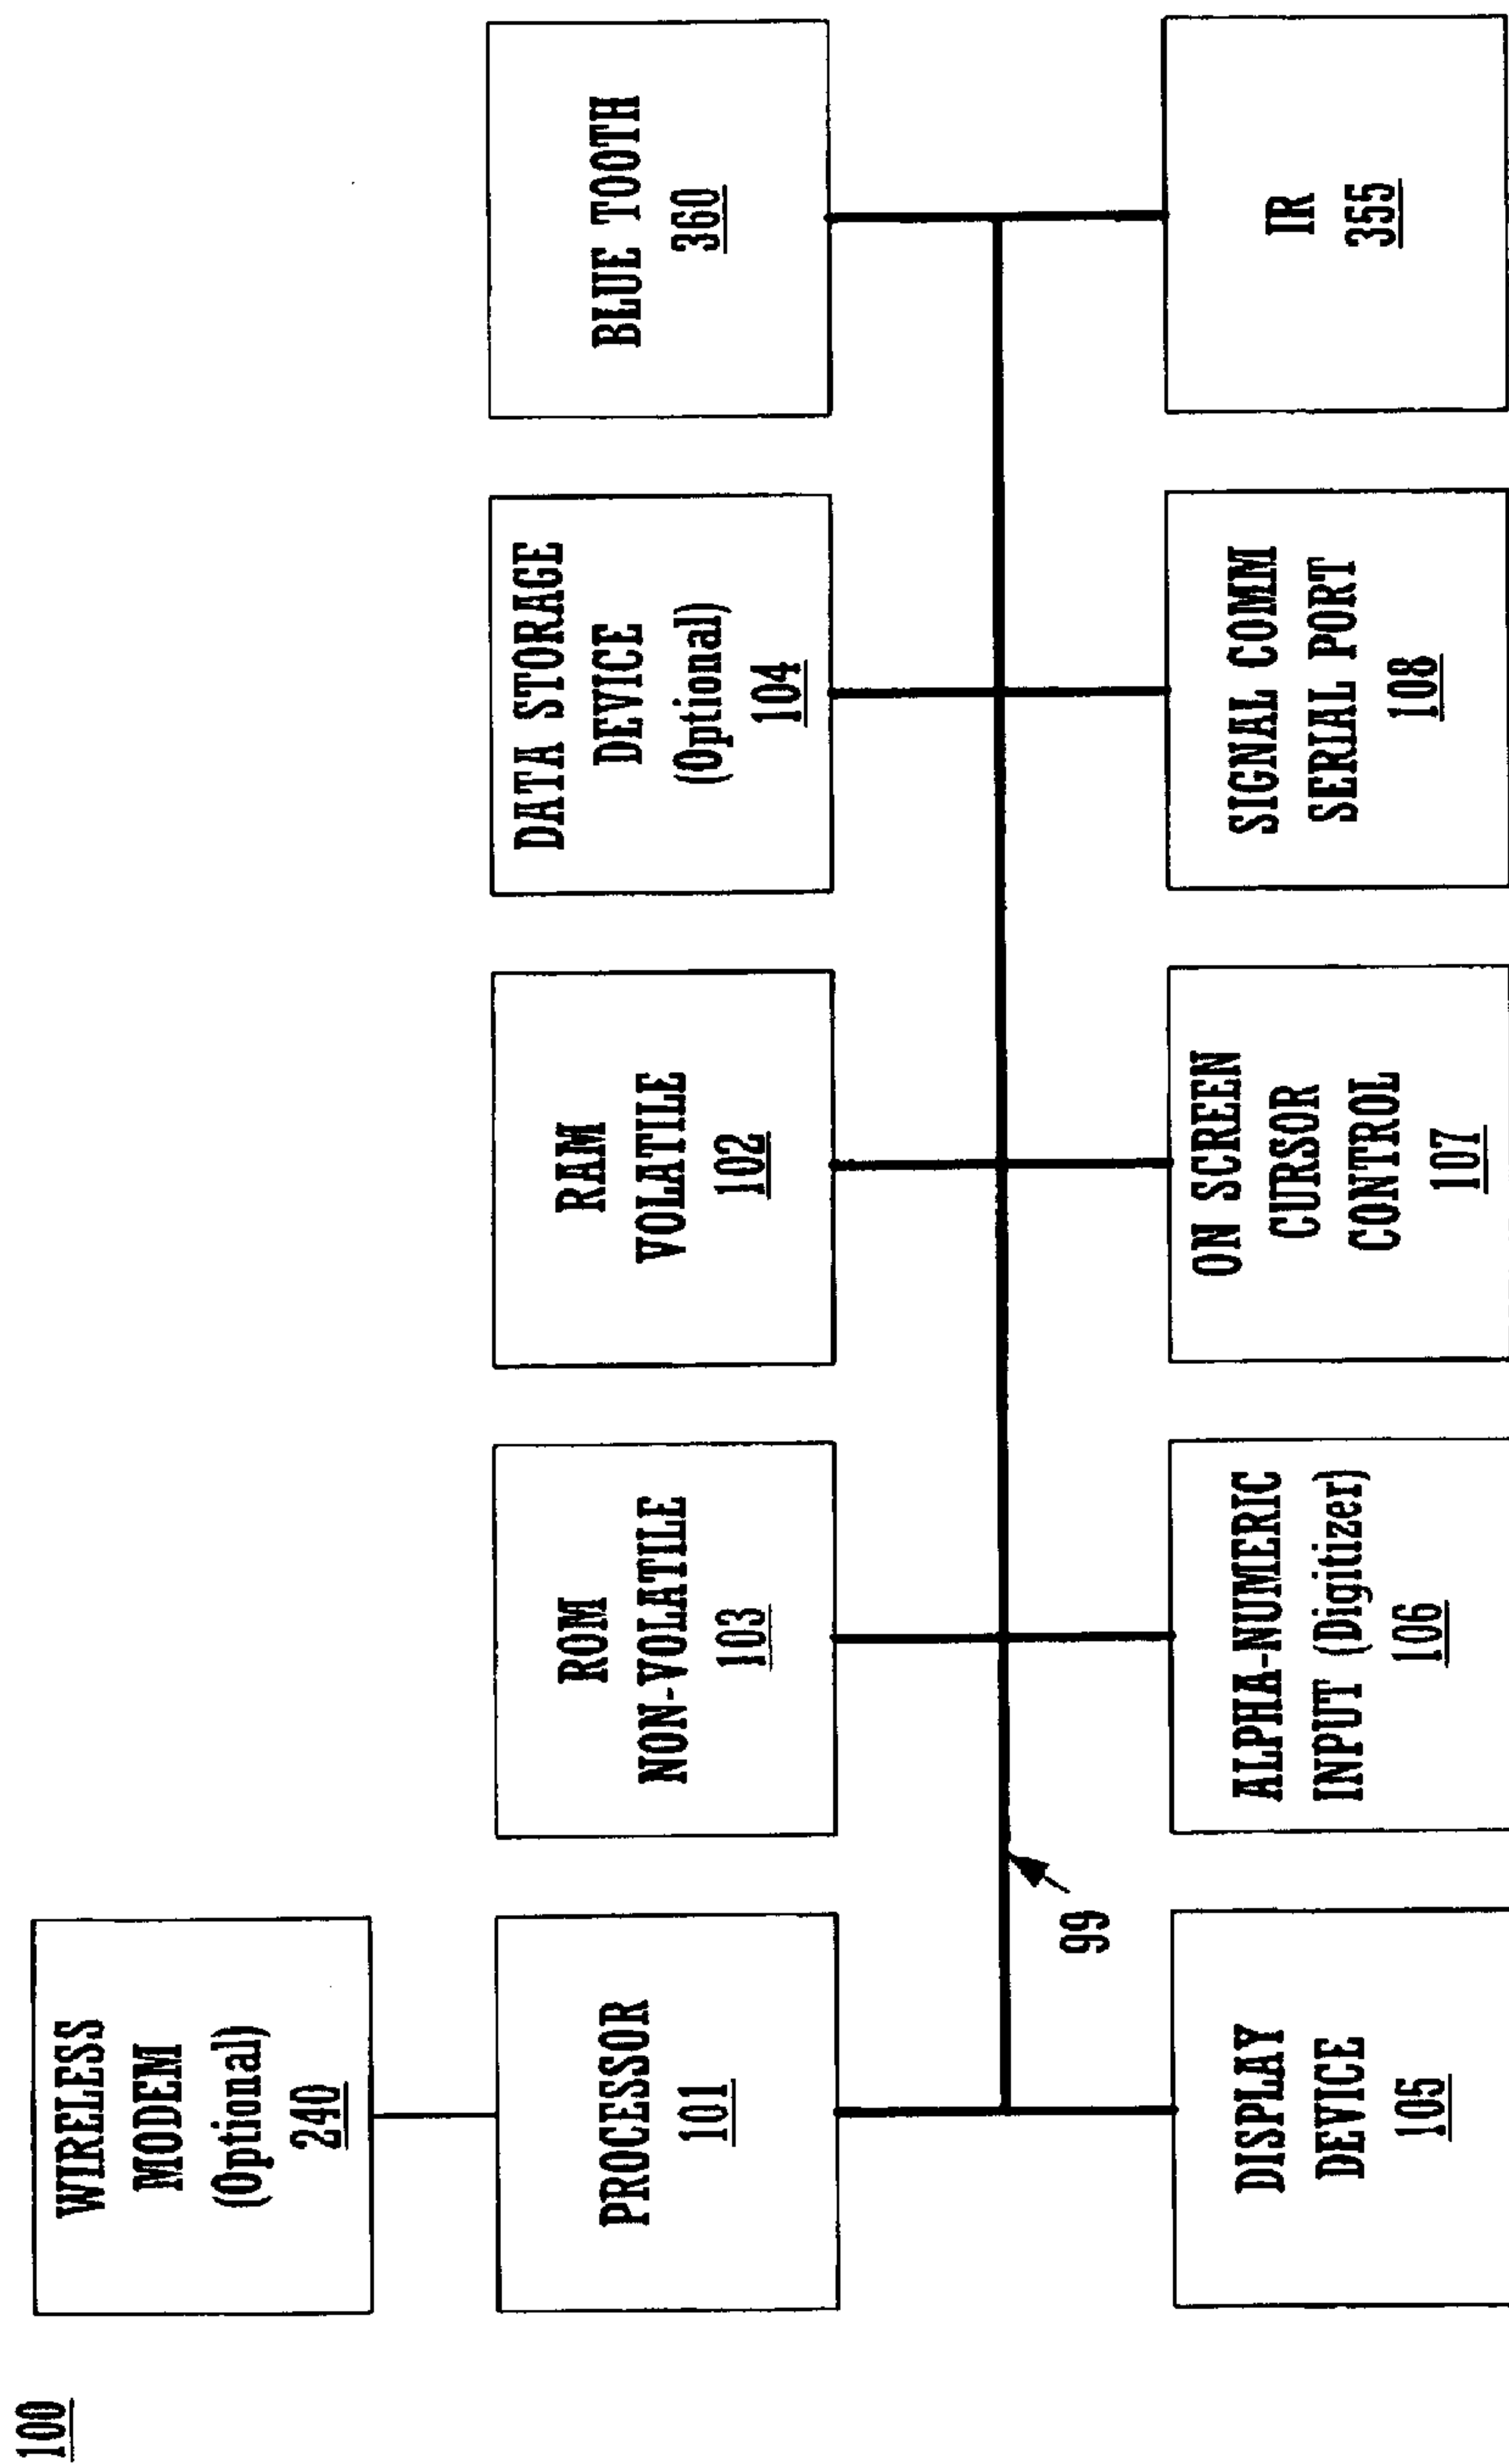 100
WIRELESS
MODEM
(Optional)
240
PROCESSOR
101
ROM
NON-VOLATILE
103
RAM
VOLATILE
102
DATA STORAGE
DEVICE
(Optional)
104
BLUE TOOTH
360
99
DISPLAY
DEVICE
105
ALPHA-NUMERIC
INPUT (Digitizer)
106
ON SCREEN
CURSOR
CONTROL
107
SIGNAL COMM
SERIAL PORT
108
IR
355